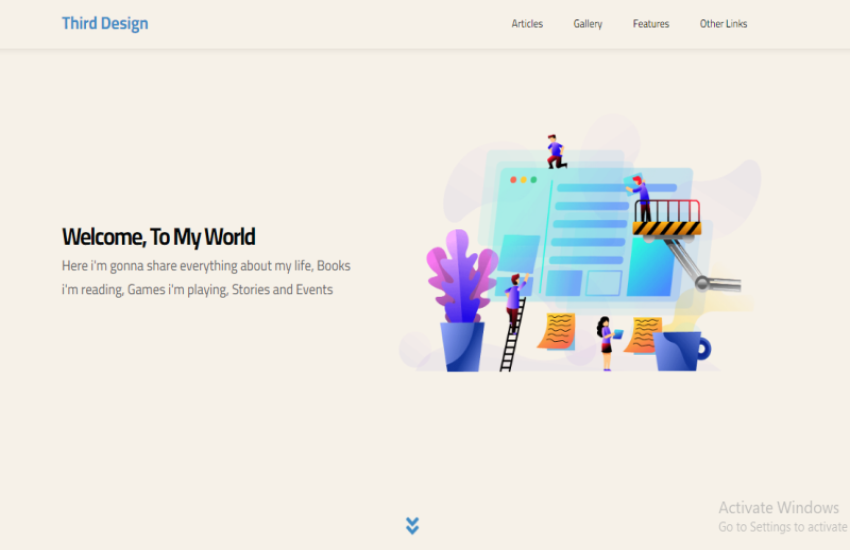 Third Design
Articles Gallery Features Other Links
Welcome, To My World
Here i'm gonna share everything about my life, Books
i'm reading, Games i'm playing, Stories and Events
Activate Windows
Go to Settings to activate